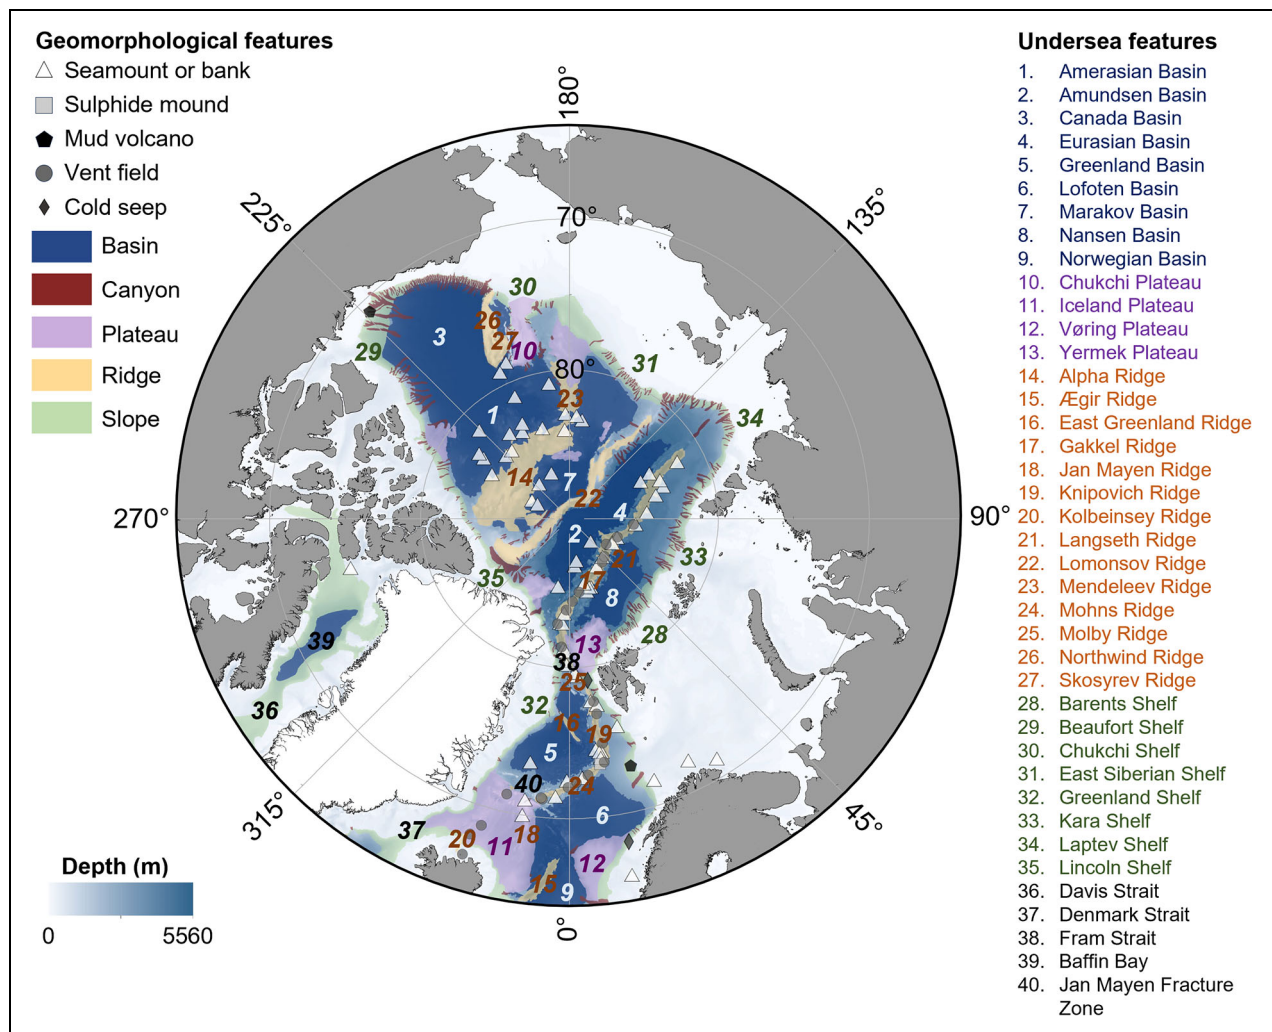 Geomorphological features
Seamount or bank
Sulphide mound
Mud volcano
Vent field
Cold seep
Basin
Canyon
Plateau
Ridge
Slope
Depth (m)
0 5560
180°
225°
135°
70°
80°
270°
90°
315°
45°
0°
30
26
3
27
10
29
31
23
1
34
14
7
22
4
2
21
33
35
17
8
28
13
39
38
25
36
32
16
19
5
40
24
6
37
20
11
18
12
15
9
Undersea features
1. Amerasian Basin
2. Amundsen Basin
3. Canada Basin
4. Eurasian Basin
5. Greenland Basin
6. Lofoten Basin
7. Marakov Basin
8. Nansen Basin
9. Norwegian Basin
10. Chukchi Plateau
11. Iceland Plateau
12. Vøring Plateau
13. Yermek Plateau
14. Alpha Ridge
15. Ægir Ridge
16. East Greenland Ridge
17. Gakkel Ridge
18. Jan Mayen Ridge
19. Knipovich Ridge
20. Kolbeinsey Ridge
21. Langseth Ridge
22. Lomonsov Ridge
23. Mendeleev Ridge
24. Mohns Ridge
25. Molby Ridge
26. Northwind Ridge
27. Skosyrev Ridge
28. Barents Shelf
29. Beaufort Shelf
30. Chukchi Shelf
31. East Siberian Shelf
32. Greenland Shelf
33. Kara Shelf
34. Laptev Shelf
35. Lincoln Shelf
36. Davis Strait
37. Denmark Strait
38. Fram Strait
39. Baffin Bay
40. Jan Mayen Fracture
Zone